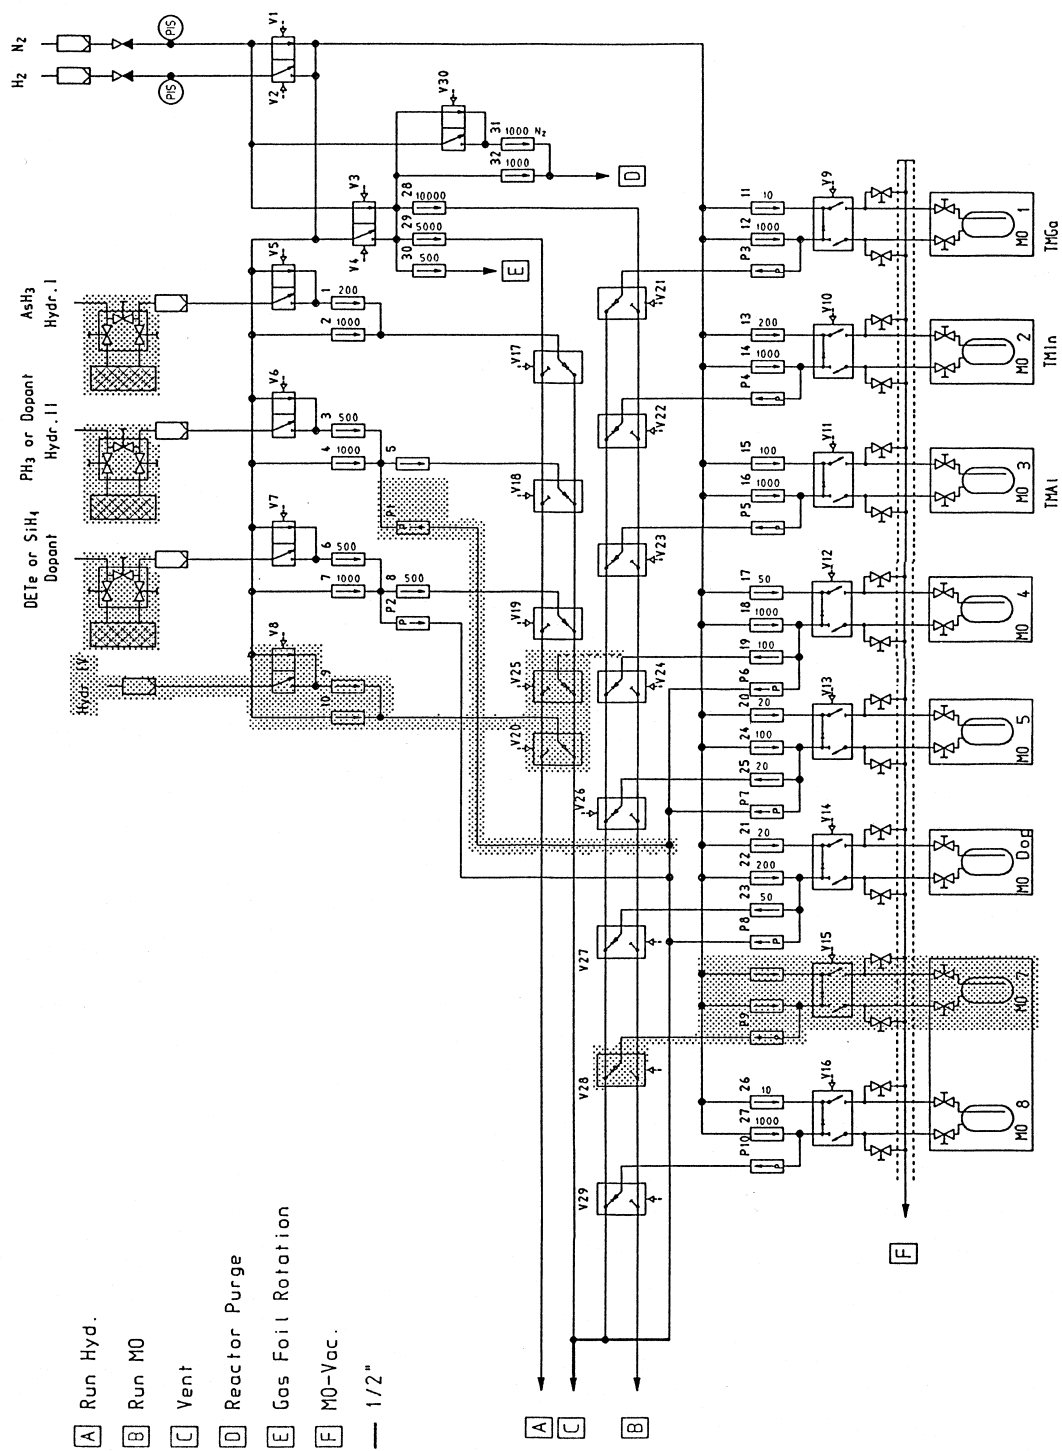 H2 N2
PIS PIS
V2 V1
V30
32 31
1000 1000 N2
D
V4 V3
30 29 28
500 5000 10000
E
AsH3
Hydr.I
V5
2 1
1000 200
V17
PH3 or Dopant
Hydr.II
V6
4 3
1000 500
P1 5
P
V18
DETe or SiH4
Dopant
V7
7 6
1000 500
P2 8
P 500
V19
Hydr. IV
V8
10 9
V20 V25
V21
V22
V23
V24
V26
V27
V28
V29
P3 12 11
P 1000 10
V9
MO 1
TMGa
P4 14 13
P 1000 200
V10
MO 2
TMIn
P5 16 15
P 1000 100
V11
MO 3
TMAl
P6 19 18 17
P 100 1000 50
V12
MO 4
P7 25 24 20
P 20 100 20
V13
MO 5
P8 23 22 21
P 50 200 20
V14
MO Dop
P9
V15
MO 7
P10 27 26
P 1000 10
V16
MO 8
F
A
C
B
A Run Hyd.
B Run MO
C Vent
D Reactor Purge
E Gas Foil Rotation
F MO-Vac.
1/2"